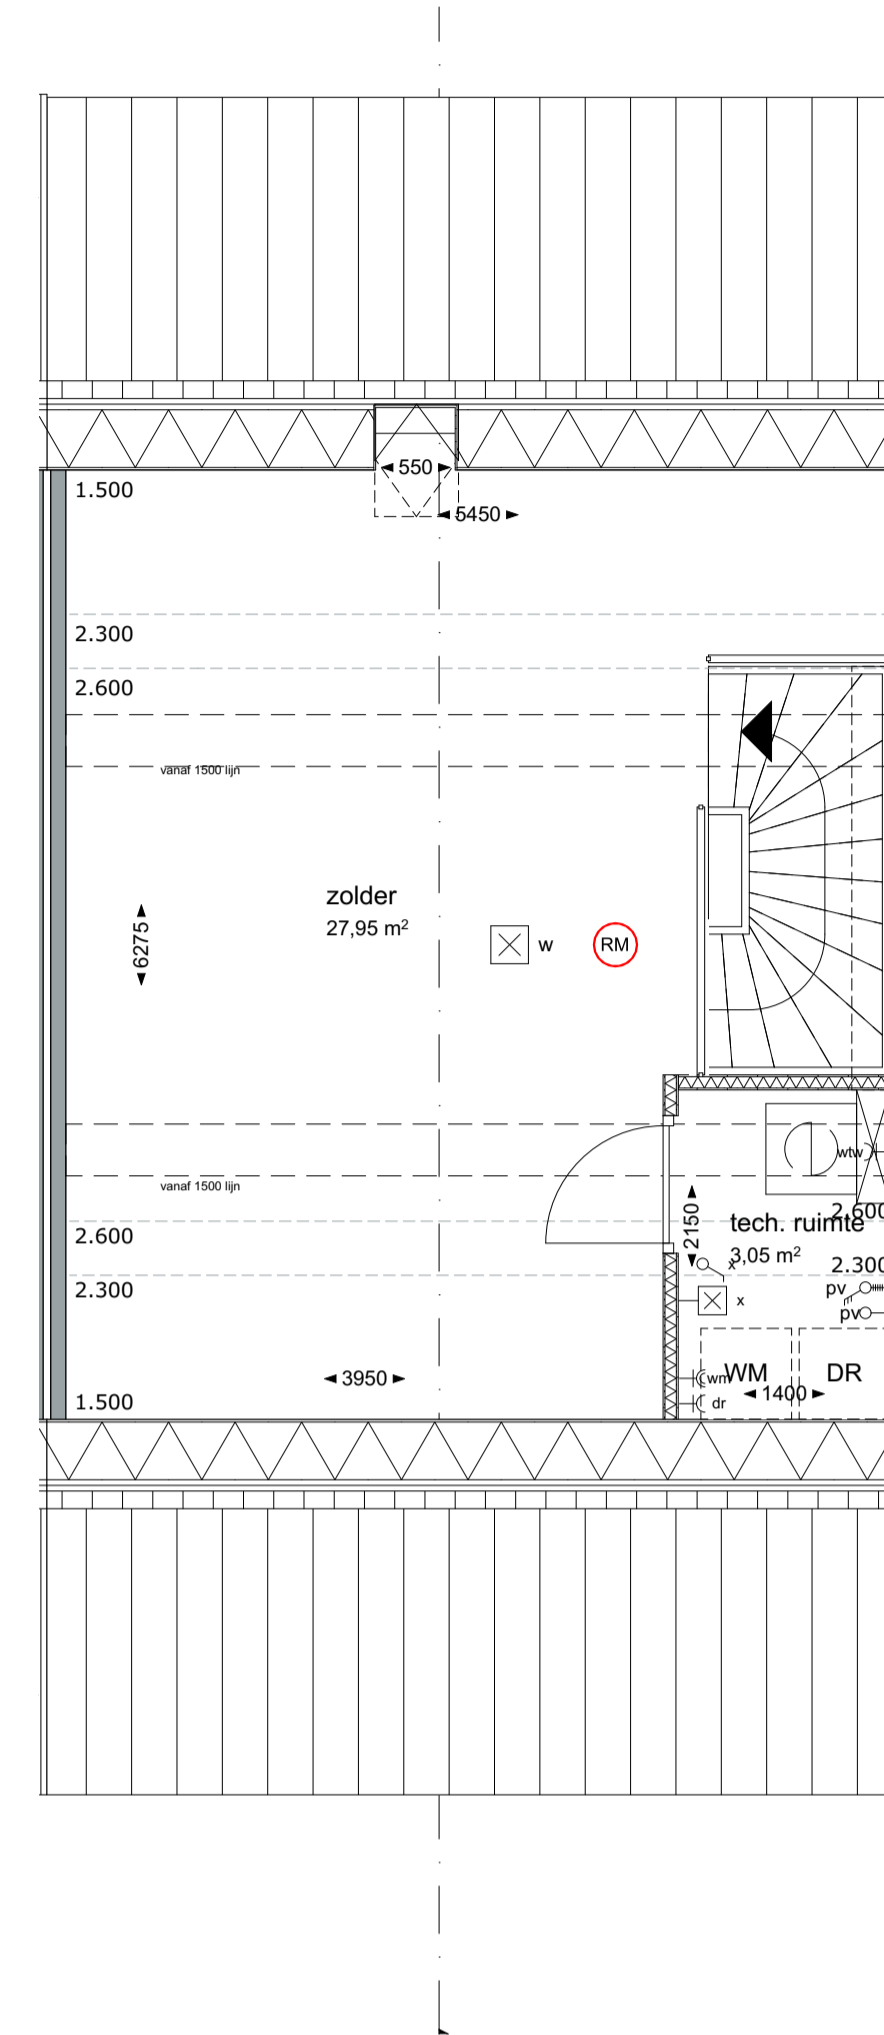 550
1.500
5450
2.300
2.600
vanaf 1500 lijn
zolder
27,95 m²
6275
w
RM
vanaf 1500 lijn
wtw
2150
tech. ruimte
2.600
2.600
3,05 m²
2.300
x
2.300
pv
x
pv
3950
WM
DR
wm
1400
1.500
dr